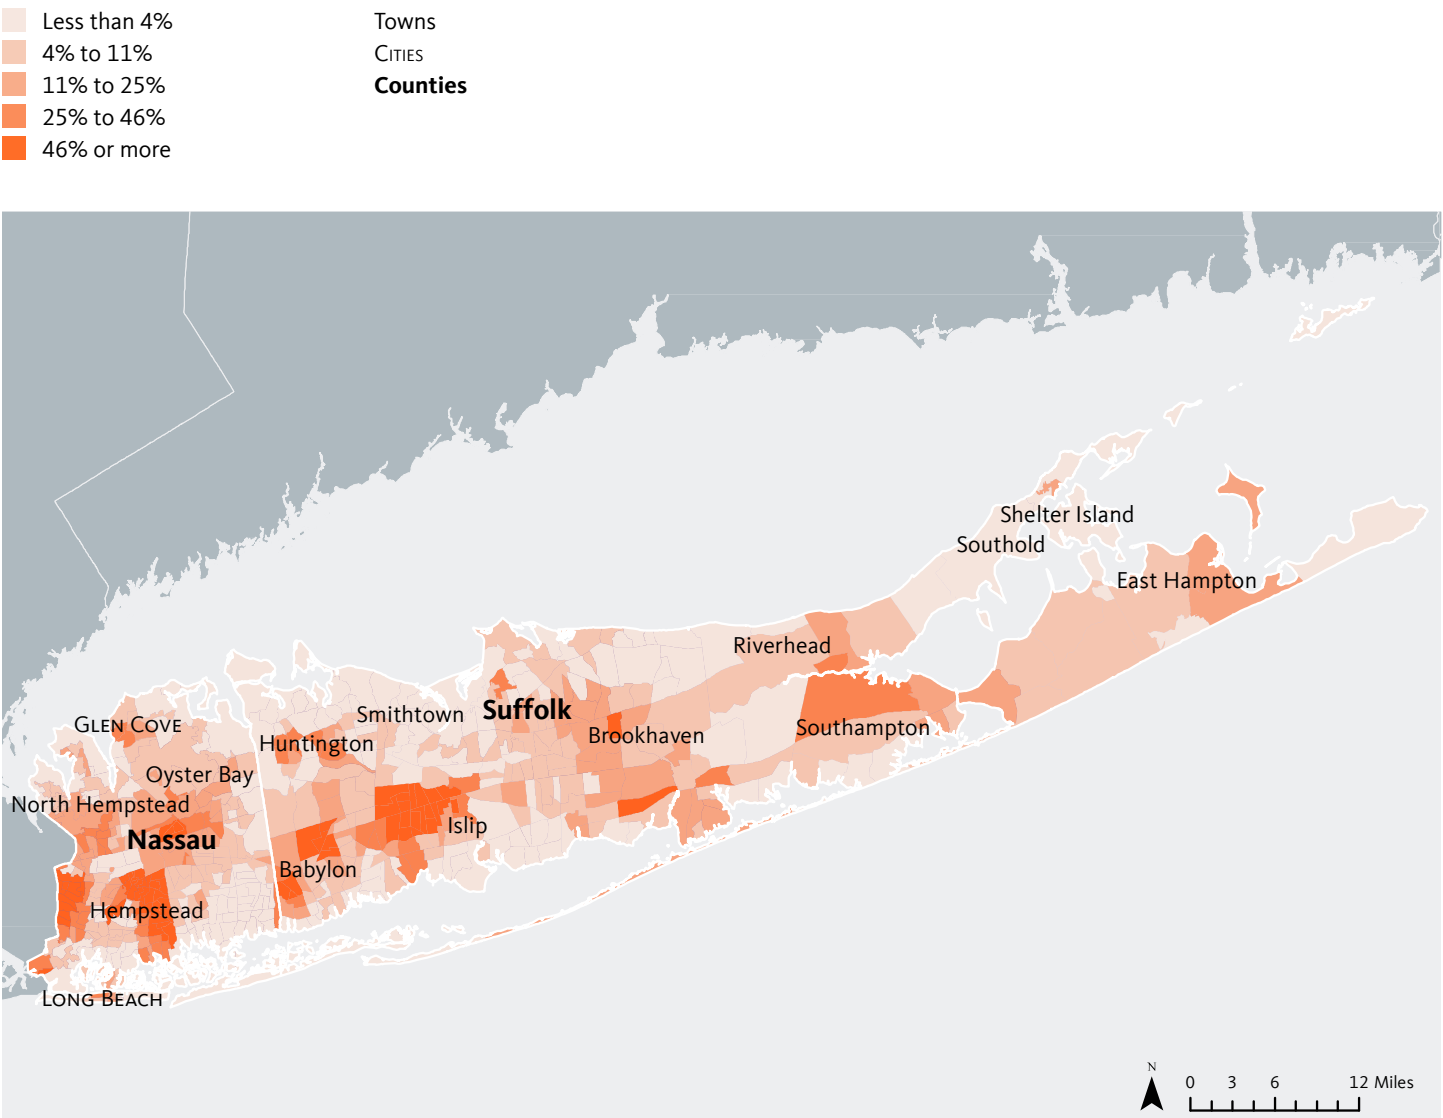 Less than 4%
4% to 11%
11% to 25%
25% to 46%
46% or more
Towns
Cities
Counties
Shelter Island
Southold
East Hampton
Riverhead
Suffolk
Smithtown
Glen Cove
Southampton
Brookhaven
Huntington
Oyster Bay
North Hempstead
Islip
Nassau
Babylon
Hempstead
Long Beach
N
0 3 6 12 Miles